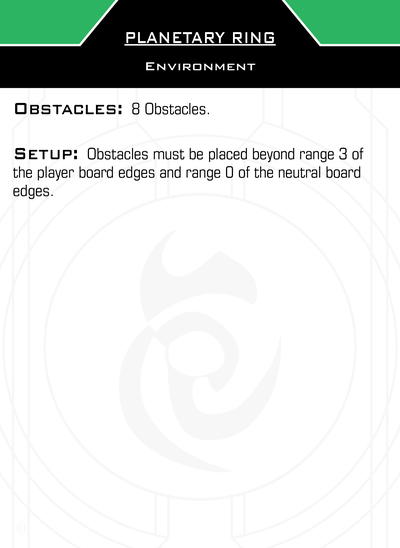 PLANETARY RING
ENVIRONMENT
OBSTACLES: 8 Obstacles.
SETUP: Obstacles must be placed beyond range 3 of
the player board edges and range 0 of the neutral board
edges.